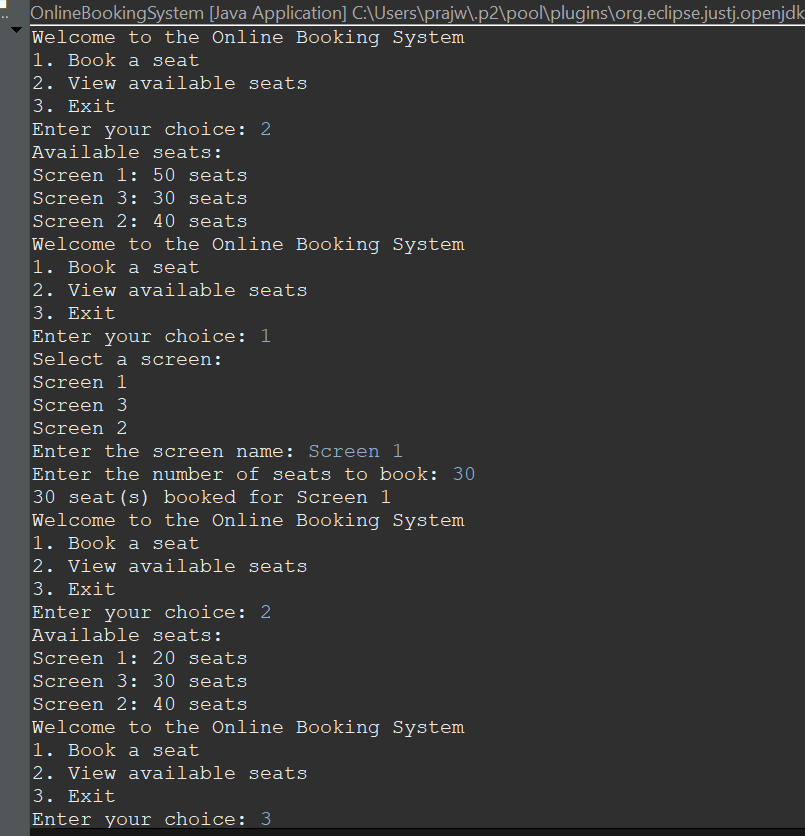 OnlineBookingSystem [Java Application] C:\Users\prajw\.p2\pool\plugins\org.eclipse.justj.openjdk
Welcome to the Online Booking System
1. Book a seat
2. View available seats
3. Exit
Enter your choice: 2
Available seats:
Screen 1: 50 seats
Screen 3: 30 seats
Screen 2: 40 seats
Welcome to the Online Booking System
1. Book a seat
2. View available seats
3. Exit
Enter your choice: 1
Select a screen:
Screen 1
Screen 3
Screen 2
Enter the screen name: Screen 1
Enter the number of seats to book: 30
30 seat(s) booked for Screen 1
Welcome to the Online Booking System
1. Book a seat
2. View available seats
3. Exit
Enter your choice: 2
Available seats:
Screen 1: 20 seats
Screen 3: 30 seats
Screen 2: 40 seats
Welcome to the Online Booking System
1. Book a seat
2. View available seats
3. Exit
Enter your choice: 3